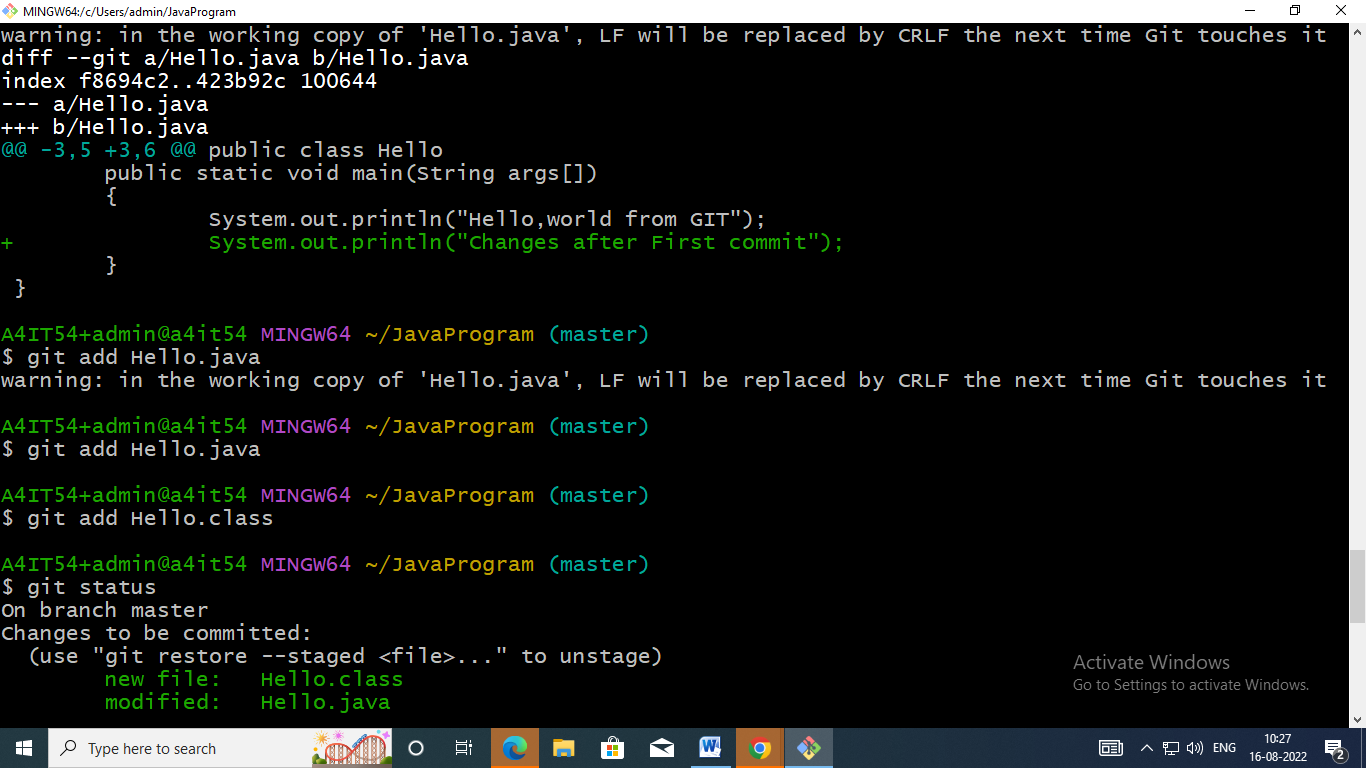 MINGW64:/c/Users/admin/JavaProgram
warning: in the working copy of 'Hello.java', LF will be replaced by CRLF the next time Git touches it
diff --git a/Hello.java b/Hello.java
index f8694c2..423b92c 100644
--- a/Hello.java
+++ b/Hello.java
@@ -3,5 +3,6 @@ public class Hello
        public static void main(String args[])
        {
                System.out.println("Hello,world from GIT");
+               System.out.println("Changes after First commit");
        }
 }
A4IT54+admin@a4it54 MINGW64 ~/JavaProgram (master)
$ git add Hello.java
warning: in the working copy of 'Hello.java', LF will be replaced by CRLF the next time Git touches it
A4IT54+admin@a4it54 MINGW64 ~/JavaProgram (master)
$ git add Hello.java
A4IT54+admin@a4it54 MINGW64 ~/JavaProgram (master)
$ git add Hello.class
A4IT54+admin@a4it54 MINGW64 ~/JavaProgram (master)
$ git status
On branch master
Changes to be committed:
  (use "git restore --staged <file>..." to unstage)
        new file:   Hello.class
        modified:   Hello.java
Activate Windows
Go to Settings to activate Windows.
Type here to search
ENG
10:27
16-08-2022
2